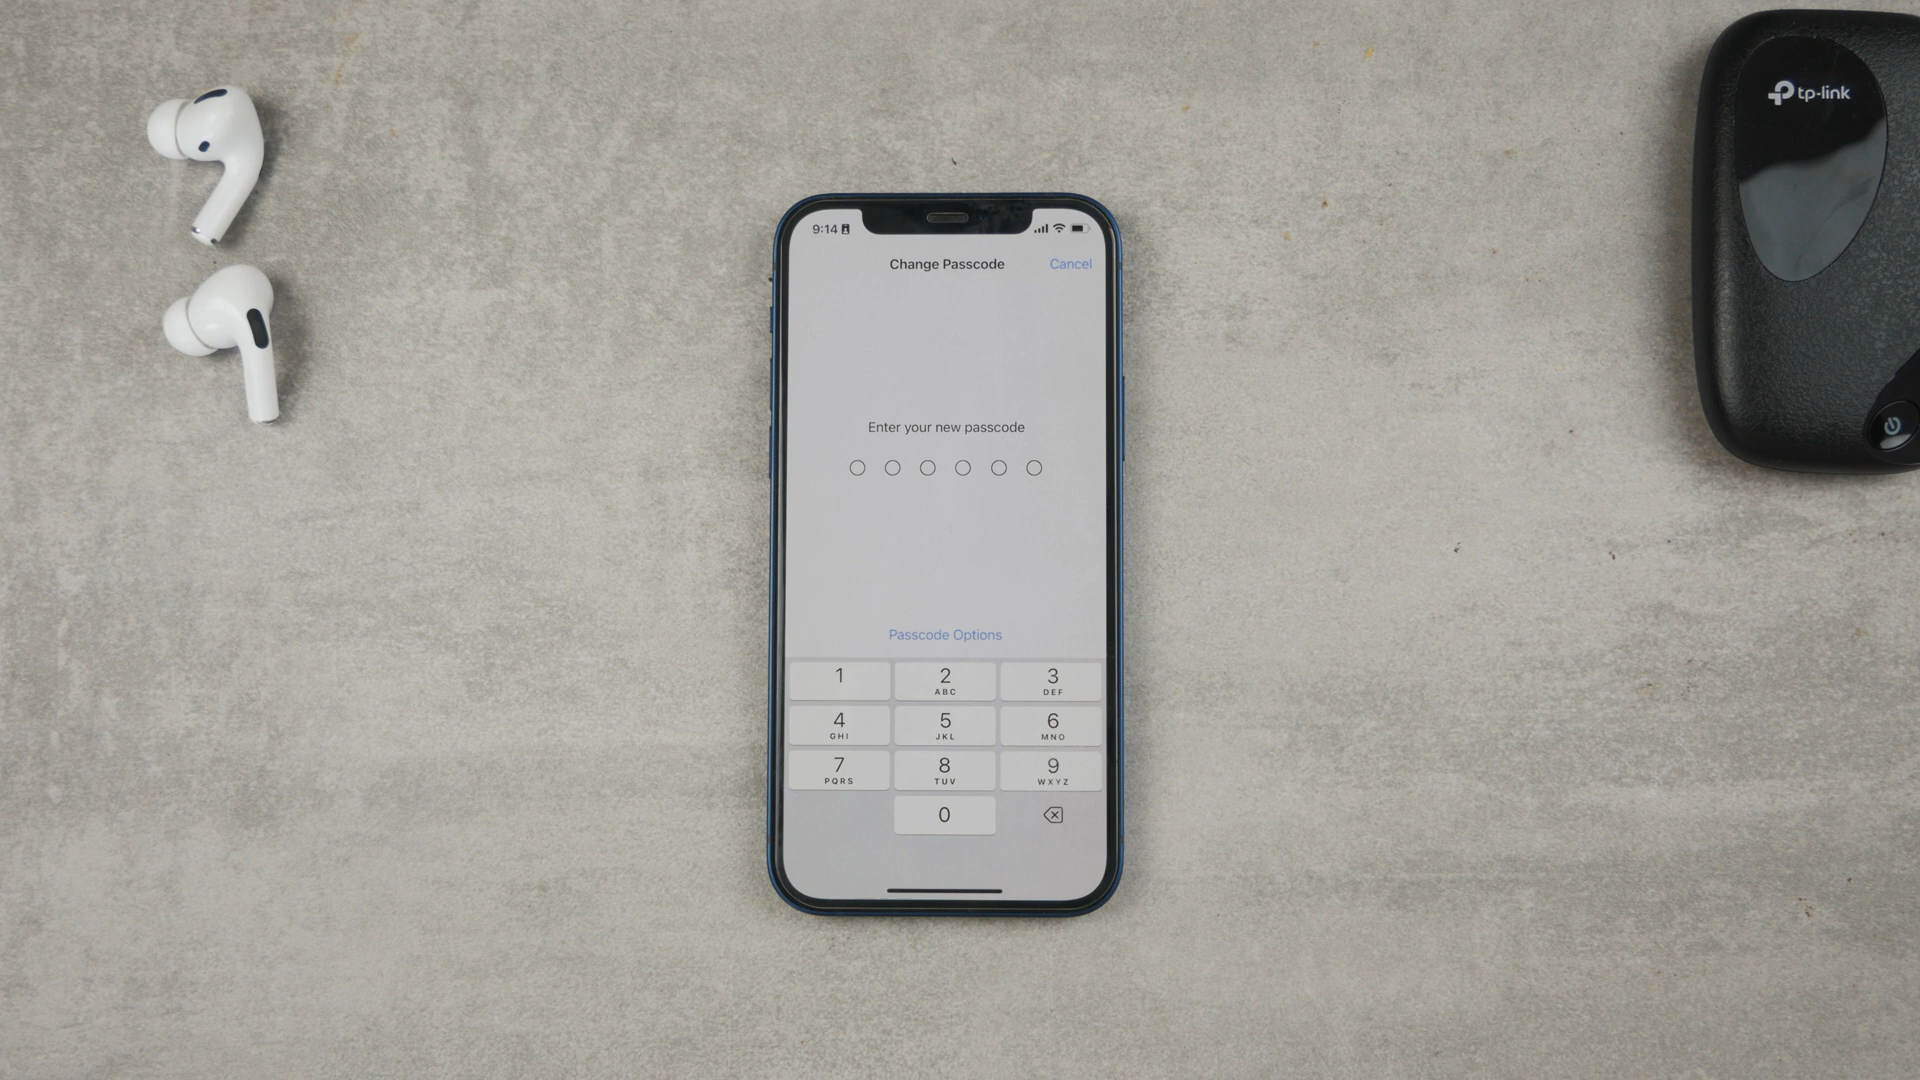 tp-link
9:14
Change Passcode
Cancel
Enter your new passcode
Passcode Options
1
2
ABC
3
DEF
4
GHI
5
JKL
6
MNO
7
PQRS
8
TUV
9
WXYZ
0